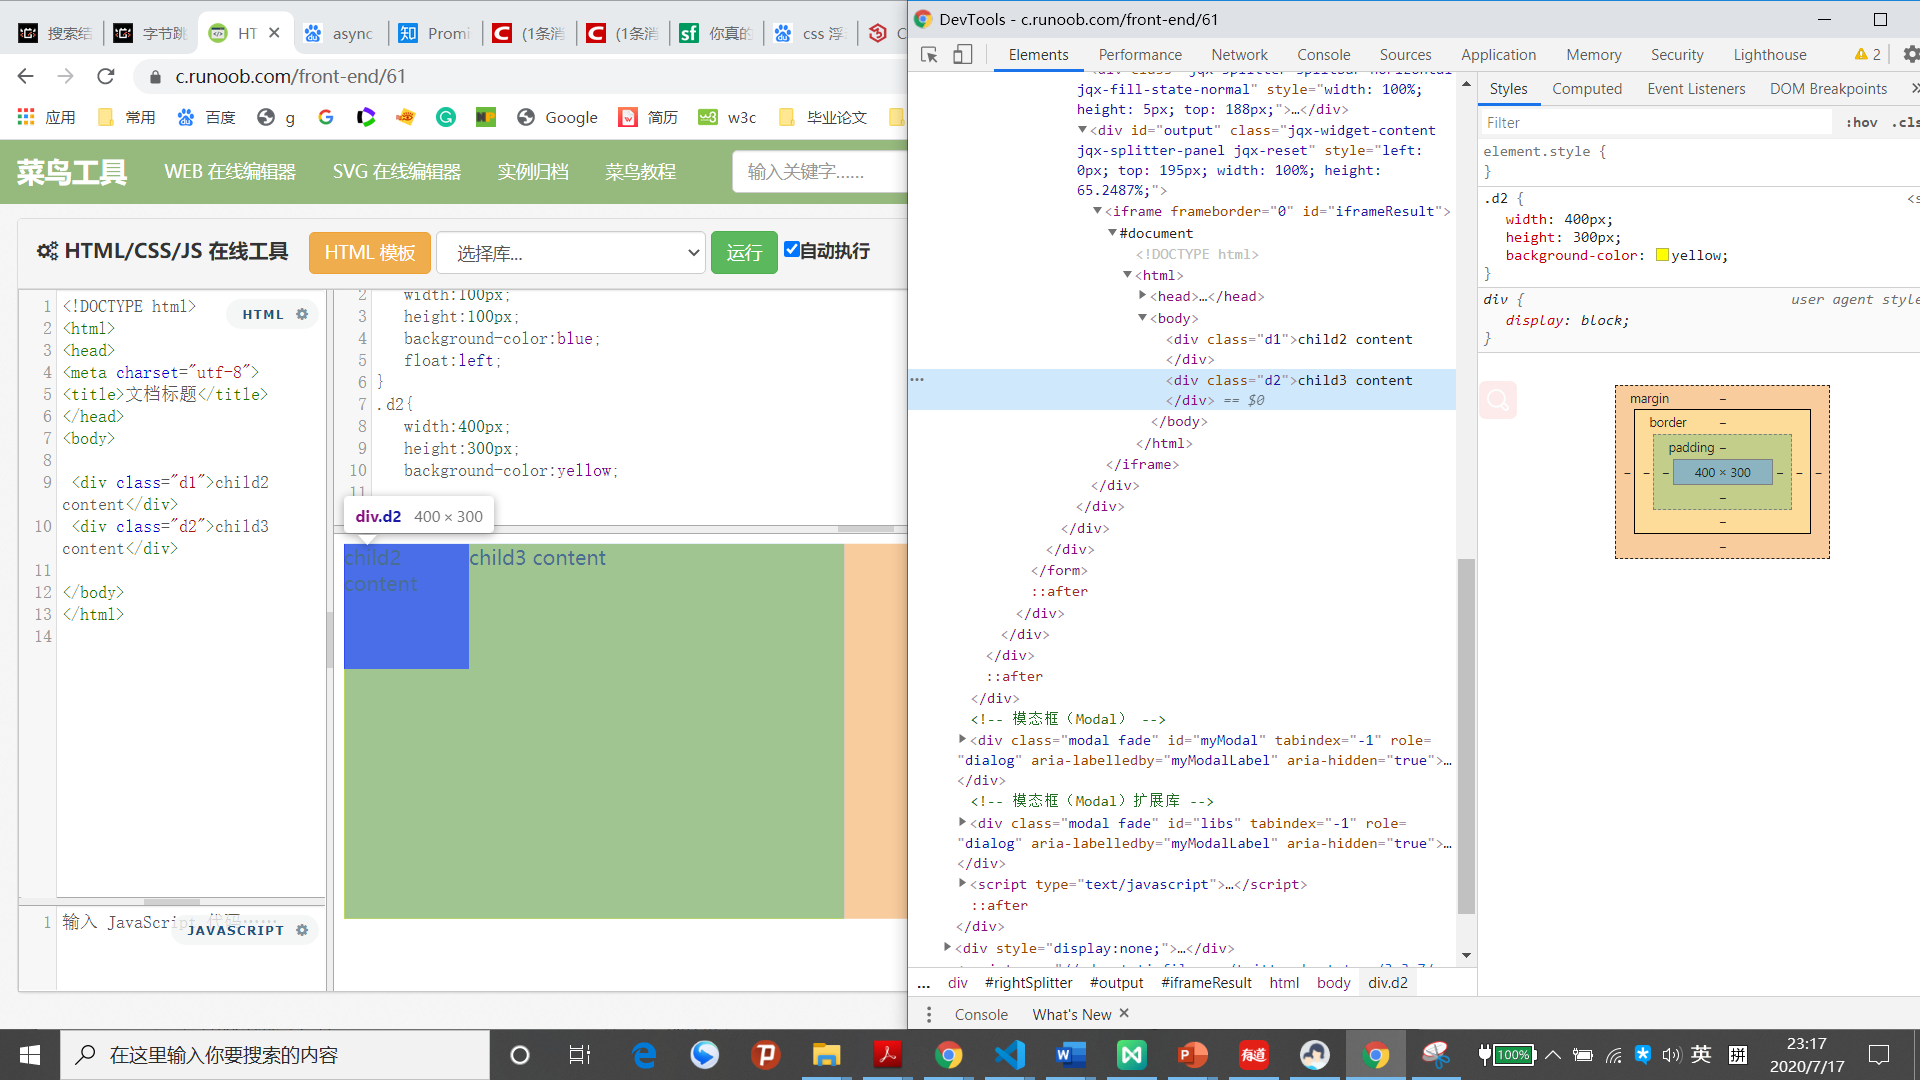 搜索结
字节跳
HT
async
Promi
(1条消
(1条消
你真的
css 浮
c.runoob.com/front-end/61
应用
常用
百度
g
Google
简历
w3c
毕业论文
菜鸟工具
WEB 在线编辑器
SVG 在线编辑器
实例归档
菜鸟教程
输入关键字......
HTML/CSS/JS 在线工具
HTML 模板
选择库...
运行
自动执行
HTML
1 <!DOCTYPE html>
2 <html>
3 <head>
4 <meta charset="utf-8">
5 <title>文档标题</title>
6 </head>
7 <body>
8
9 <div class="d1">child2
content</div>
10 <div class="d2">child3
content</div>
11
12 </body>
13 </html>
14
2 width:100px;
3 height:100px;
4 background-color:blue;
5 float:left;
6 }
7 .d2{
8 width:400px;
9 height:300px;
10 background-color:yellow;
11
div.d2 400 × 300
child2
content
child3 content
1 输入 JavaScript 代码......
JAVASCRIPT
DevTools - c.runoob.com/front-end/61
Elements
Performance
Network
Console
Sources
Application
Memory
Security
Lighthouse
2
<div class="jqx-splitter-splitbar-horizontal
jqx-fill-state-normal" style="width: 100%;
height: 5px; top: 188px;">…</div>
<div id="output" class="jqx-widget-content
jqx-splitter-panel jqx-reset" style="left:
0px; top: 195px; width: 100%; height:
65.2487%;">
<iframe frameborder="0" id="iframeResult">
#document
<!DOCTYPE html>
<html>
<head>…</head>
<body>
<div class="d1">child2 content
</div>
<div class="d2">child3 content
</div> == $0
</body>
</html>
</iframe>
</div>
</div>
</div>
</div>
</form>
::after
</div>
</div>
</div>
::after
</div>
<!-- 模态框（Modal） -->
<div class="modal fade" id="myModal" tabindex="-1" role=
"dialog" aria-labelledby="myModalLabel" aria-hidden="true">…
</div>
<!-- 模态框（Modal）扩展库 -->
<div class="modal fade" id="libs" tabindex="-1" role=
"dialog" aria-labelledby="myModalLabel" aria-hidden="true">…
</div>
<script type="text/javascript">…</script>
::after
</div>
<div style="display:none;">…</div>
... div #rightSplitter #output #iframeResult html body div.d2
Console
What's New
Styles
Computed
Event Listeners
DOM Breakpoints
Filter
:hov .cls
element.style {
}
.d2 { <s
width: 400px;
height: 300px;
background-color: yellow;
}
div { user agent style
display: block;
}
margin –
border –
padding –
– – – 400 × 300 – – –
–
–
–
在这里输入你要搜索的内容
有道
100%
英
拼
23:17
2020/7/17